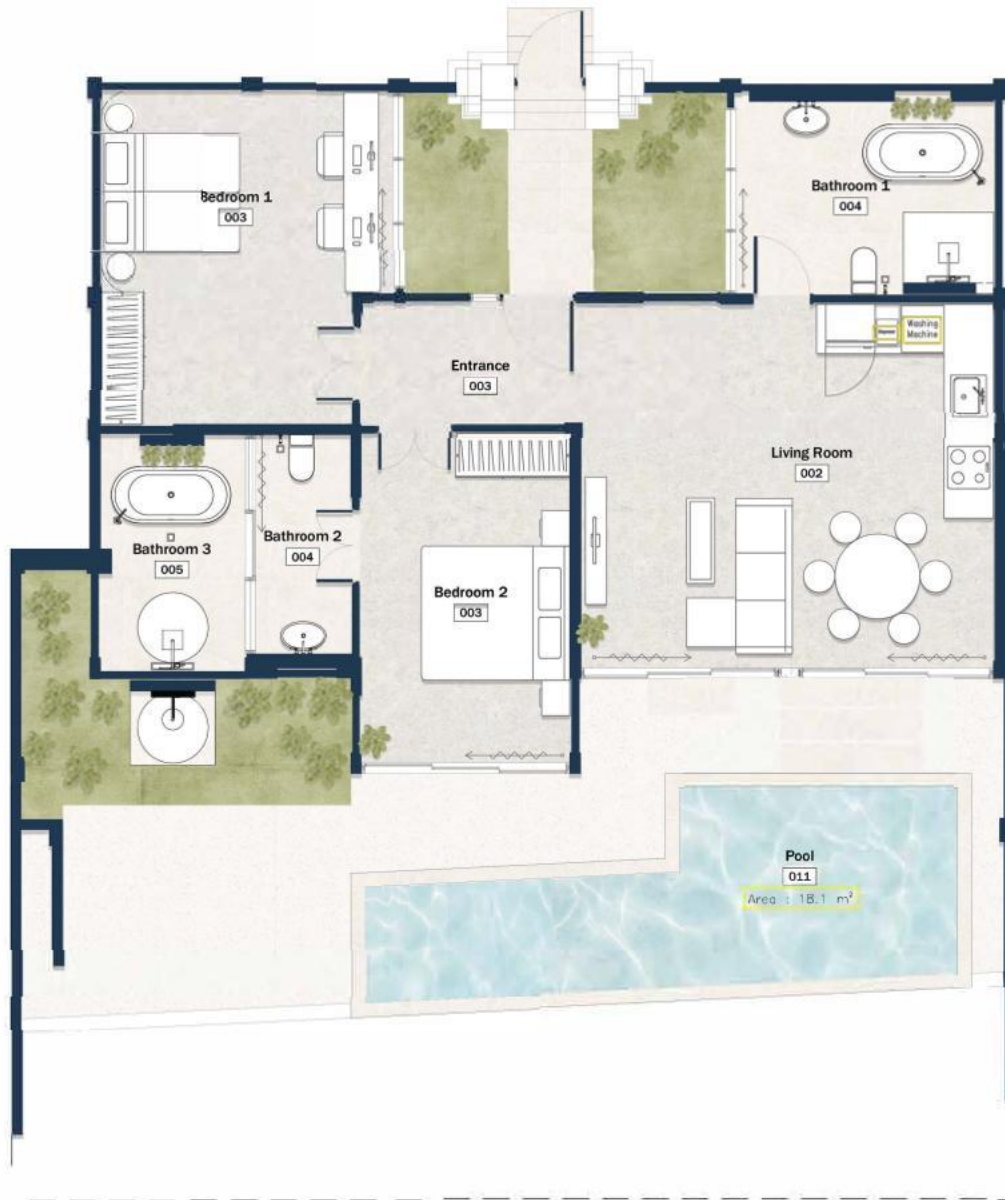 Bedroom 1
003
Bathroom 1
004
Washing
Machine
Entrance
003
Living Room
002
Bathroom 3
005
Bathroom 2
004
Bedroom 2
003
Pool
011
Area : 18.1 m²